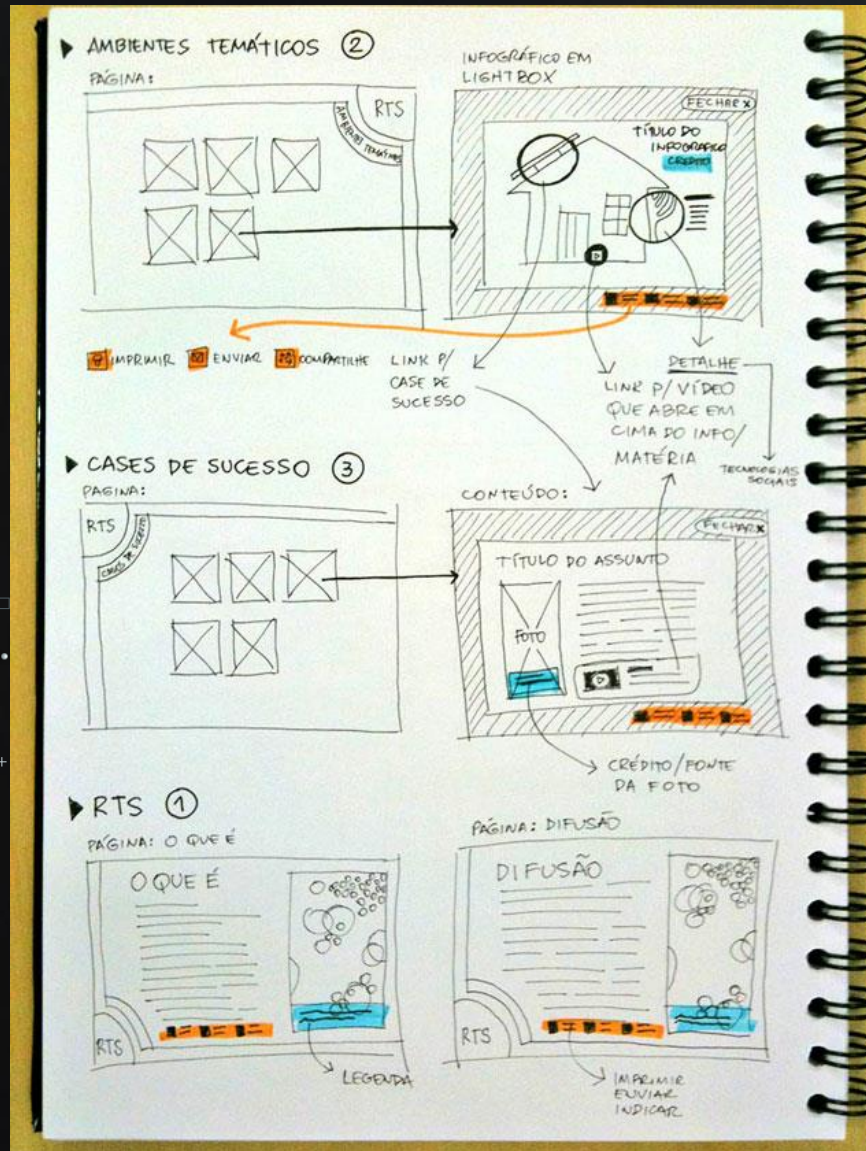 ▶ AMBIENTES TEMÁTICOS ②
PÁGINA:
RTS
AMBIENTES TEMÁTICOS
INFOGRÁFICO EM
LIGHTBOX
FECHAR X
TÍTULO DO
INFOGRÁFICO
CRÉDITO
IMPRIMIR ENVIAR COMPARTILHE
LINK P/
CASE DE
SUCESSO
DETALHE
LINK P/ VÍDEO
QUE ABRE EM
CIMA DO INFO/
MATÉRIA
TECNOLOGIAS
SOCIAIS
▶ CASES DE SUCESSO ③
PAGINA:
RTS
CASES DE SUCESSO
CONTEÚDO:
FECHAR X
TÍTULO DO ASSUNTO
FOTO
CRÉDITO/FONTE
DA FOTO
▶ RTS ①
PÁGINA: O QUE É
O QUE É
RTS
LEGENDA
PÁGINA: DIFUSÃO
DIFUSÃO
RTS
IMPRIMIR
ENVIAR
INDICAR